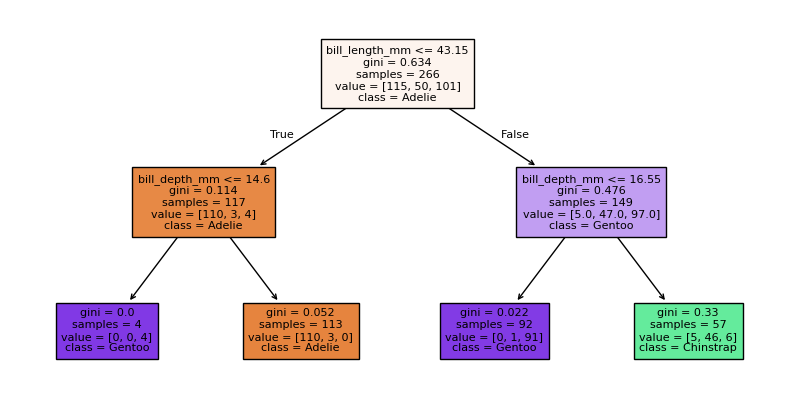 bill_length_mm <= 43.15
gini = 0.634
samples = 266
value = [115, 50, 101]
class = Adelie
True
False
bill_depth_mm <= 14.6
gini = 0.114
samples = 117
value = [110, 3, 4]
class = Adelie
bill_depth_mm <= 16.55
gini = 0.476
samples = 149
value = [5.0, 47.0, 97.0]
class = Gentoo
gini = 0.0
samples = 4
value = [0, 0, 4]
class = Gentoo
gini = 0.052
samples = 113
value = [110, 3, 0]
class = Adelie
gini = 0.022
samples = 92
value = [0, 1, 91]
class = Gentoo
gini = 0.33
samples = 57
value = [5, 46, 6]
class = Chinstrap